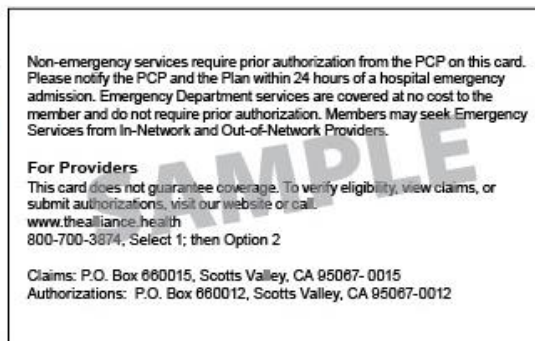 Non-emergency services require prior authorization from the PCP on this card.
Please notify the PCP and the Plan within 24 hours of a hospital emergency
admission. Emergency Department services are covered at no cost to the
member and do not require prior authorization. Members may seek Emergency
Services from In-Network and Out-of-Network Providers.
SAMPLE
For Providers
This card does not guarantee coverage. To verify eligibility, view claims, or
submit authorizations, visit our website or call.
www.thealliance.health
800-700-3874, Select 1; then Option 2
Claims: P.O. Box 660015, Scotts Valley, CA 95067- 0015
Authorizations: P.O. Box 660012, Scotts Valley, CA 95067-0012